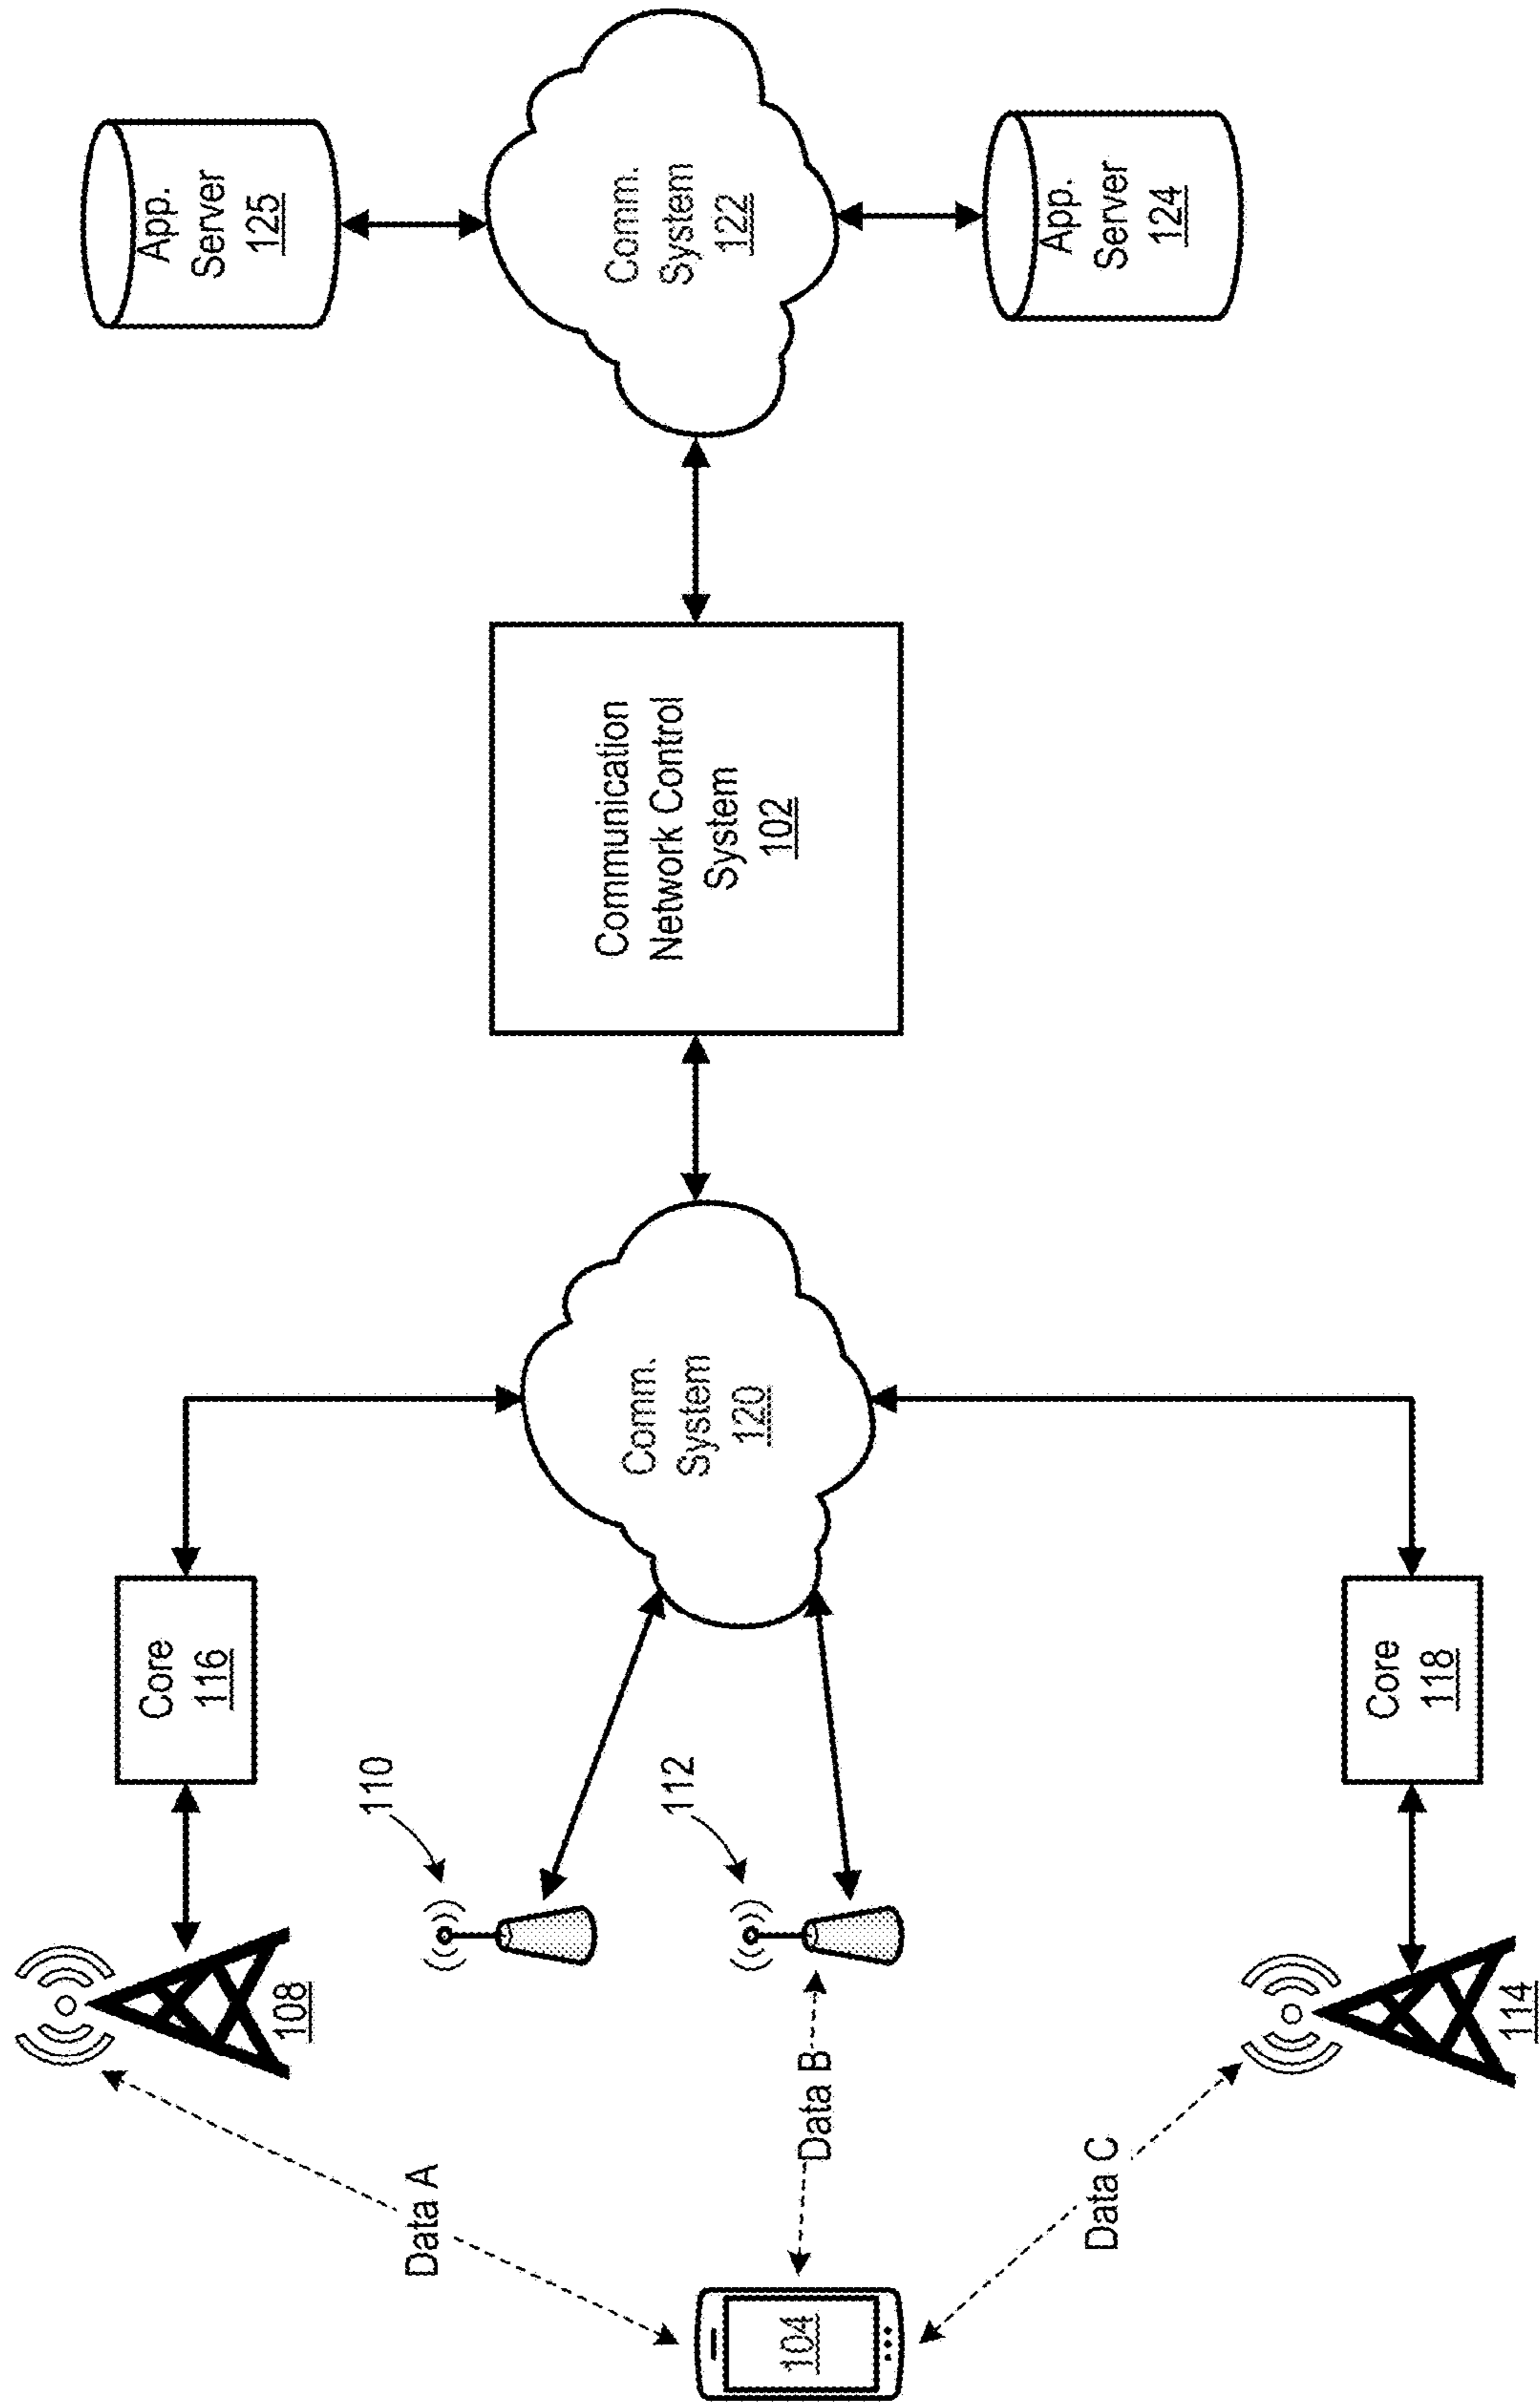 App.
Server
125
Comm.
System
122
App.
Server
124
Communication
Network Control
System
102
Comm.
System
120
Core
116
110
112
Core
118
108
114
Data A
Data B
Data C
104